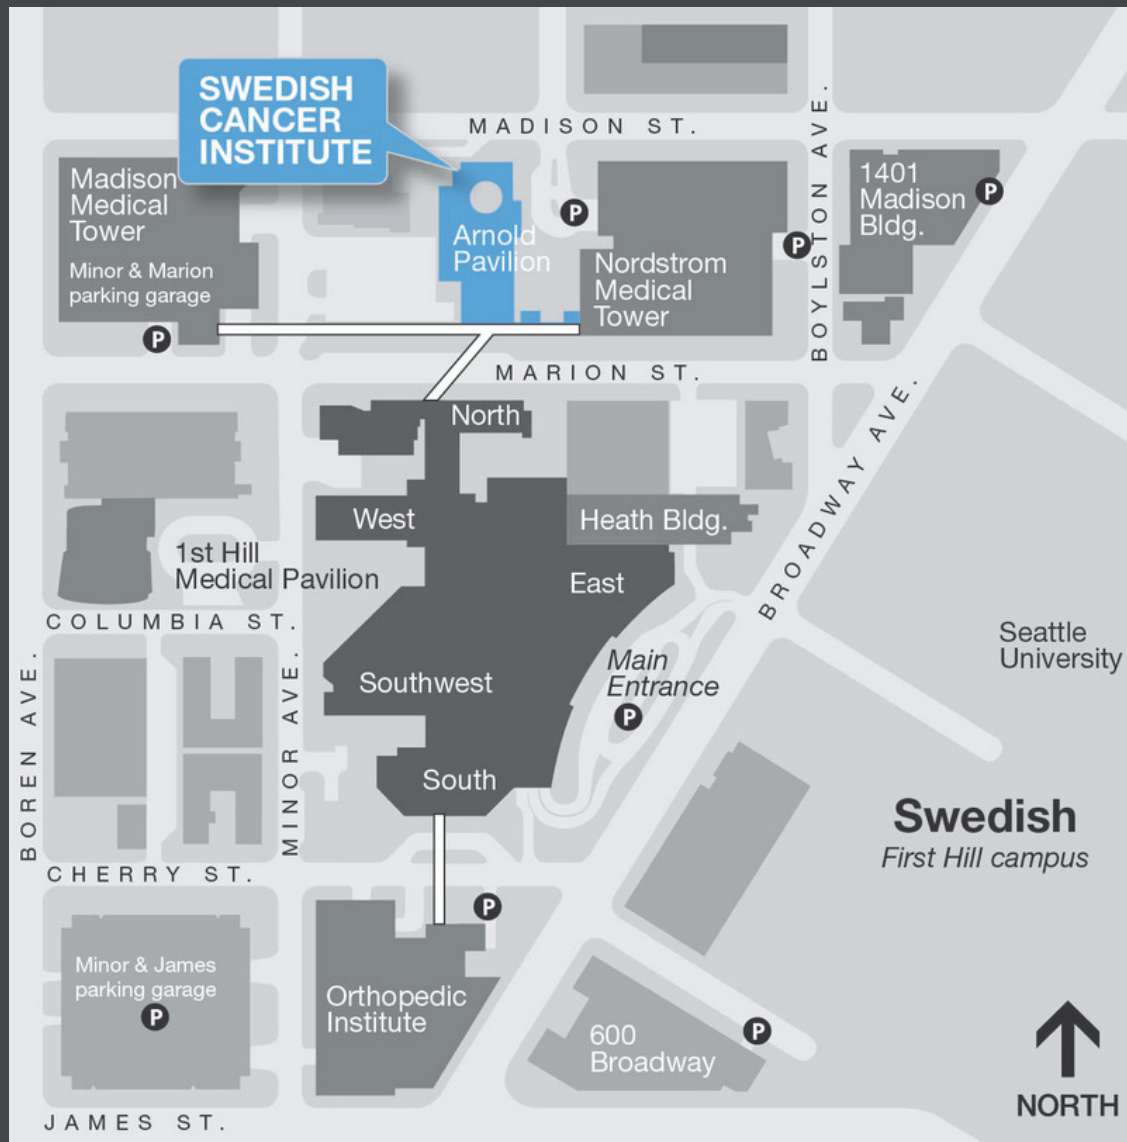 SWEDISH
CANCER
INSTITUTE
MADISON ST.
BOYLSTON AVE.
Madison
Medical
Tower
Minor & Marion
parking garage
P
Arnold
Pavilion
P
Nordstrom
Medical
Tower
P
1401
Madison
Bldg.
P
MARION ST.
North
West
Heath Bldg.
East
1st Hill
Medical Pavilion
BROADWAY AVE.
COLUMBIA ST.
Seattle
University
Main
Entrance
P
Southwest
BOREN AVE.
MINOR AVE.
South
Swedish
First Hill campus
CHERRY ST.
P
Minor & James
parking garage
P
Orthopedic
Institute
600
Broadway
P
NORTH
JAMES ST.